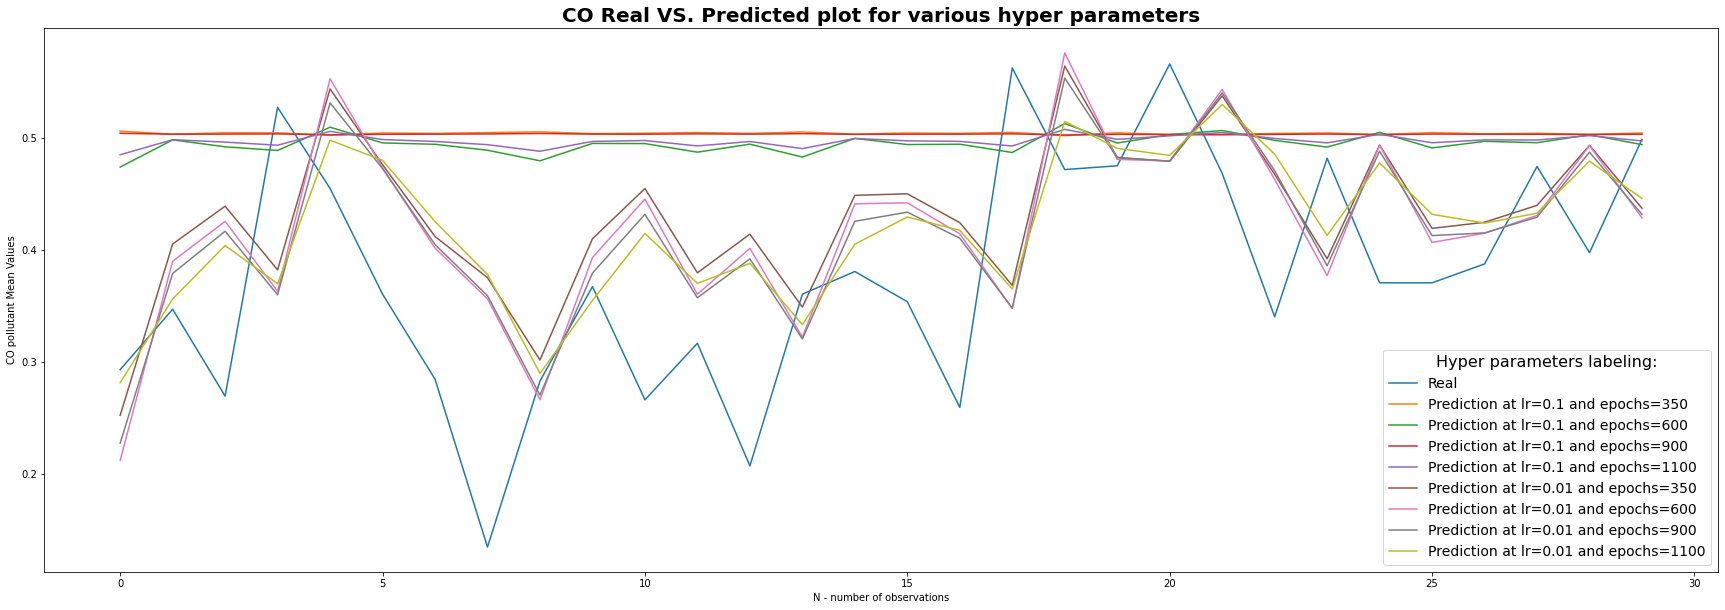 CO Real VS. Predicted plot for various hyper parameters
CO pollutant Mean Values
0.5
0.4
0.3
0.2
Hyper parameters labeling:
Real
Prediction at lr=0.1 and epochs=350
Prediction at lr=0.1 and epochs=600
Prediction at lr=0.1 and epochs=900
Prediction at lr=0.1 and epochs=1100
Prediction at lr=0.01 and epochs=350
Prediction at lr=0.01 and epochs=600
Prediction at lr=0.01 and epochs=900
Prediction at lr=0.01 and epochs=1100
0 5 10 15 20 25 30
N - number of observations